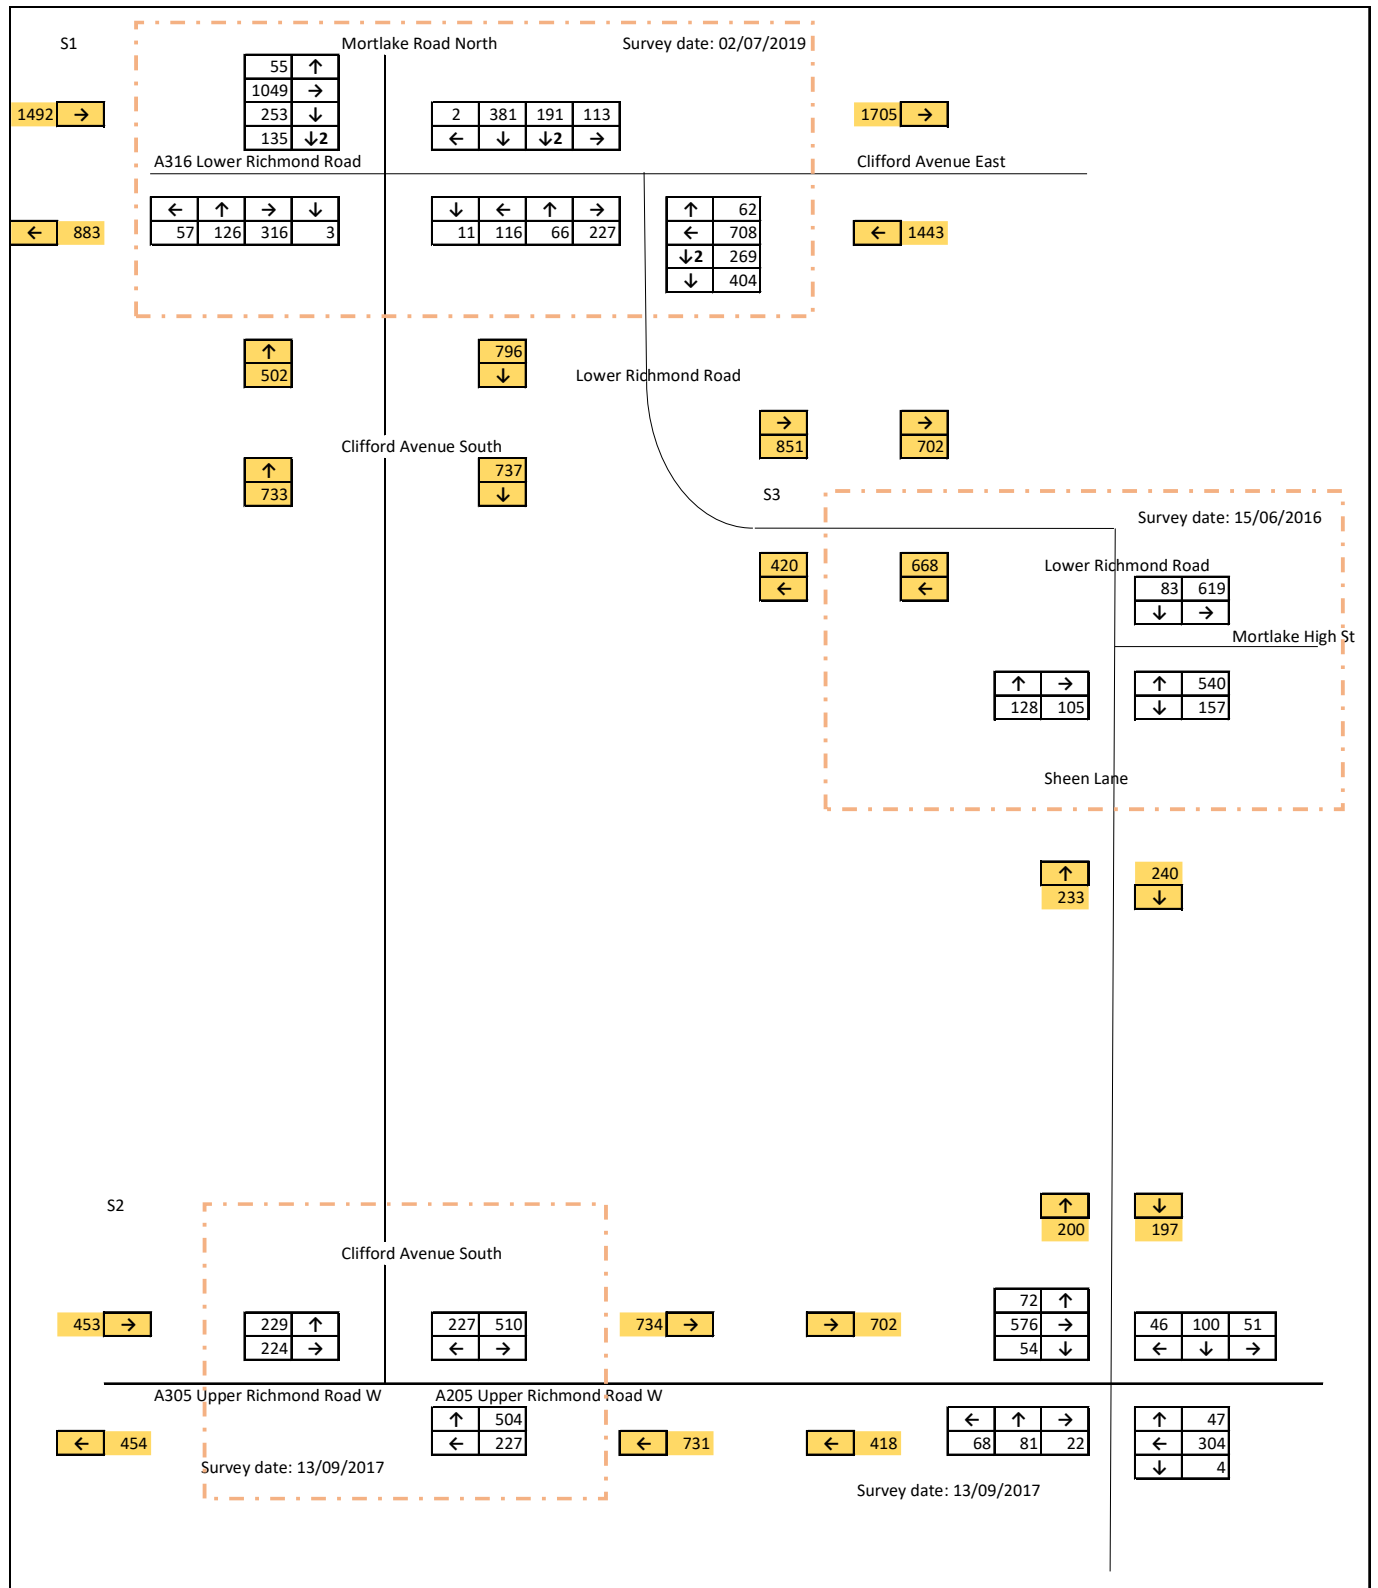 S1
Mortlake Road North
Survey date: 02/07/2019
55 ↑
1049 →
253 ↓
135 ↓2
1492 →
2 381 191 113
← ↓ ↓2 →
1705 →
A316 Lower Richmond Road
Clifford Avenue East
← 883
← ↑ → ↓
57 126 316 3
↓ ← ↑ →
11 116 66 227
↑ 62
← 708
↓2 269
↓ 404
← 1443
↑
502
796
↓
Lower Richmond Road
→
851
→
702
Clifford Avenue South
↑
733
737
↓
S3
Survey date: 15/06/2016
420
←
668
←
Lower Richmond Road
83 619
↓ →
Mortlake High St
↑ →
128 105
↑ 540
↓ 157
Sheen Lane
↑
233
240
↓
S2
↑
200
↓
197
Clifford Avenue South
453 →
229 ↑
224 →
227 510
← →
734 →
→ 702
72 ↑
576 →
54 ↓
46 100 51
← ↓ →
A305 Upper Richmond Road W
A205 Upper Richmond Road W
← 454
↑ 504
← 227
← 731
← 418
← ↑ →
68 81 22
↑ 47
← 304
↓ 4
Survey date: 13/09/2017
Survey date: 13/09/2017